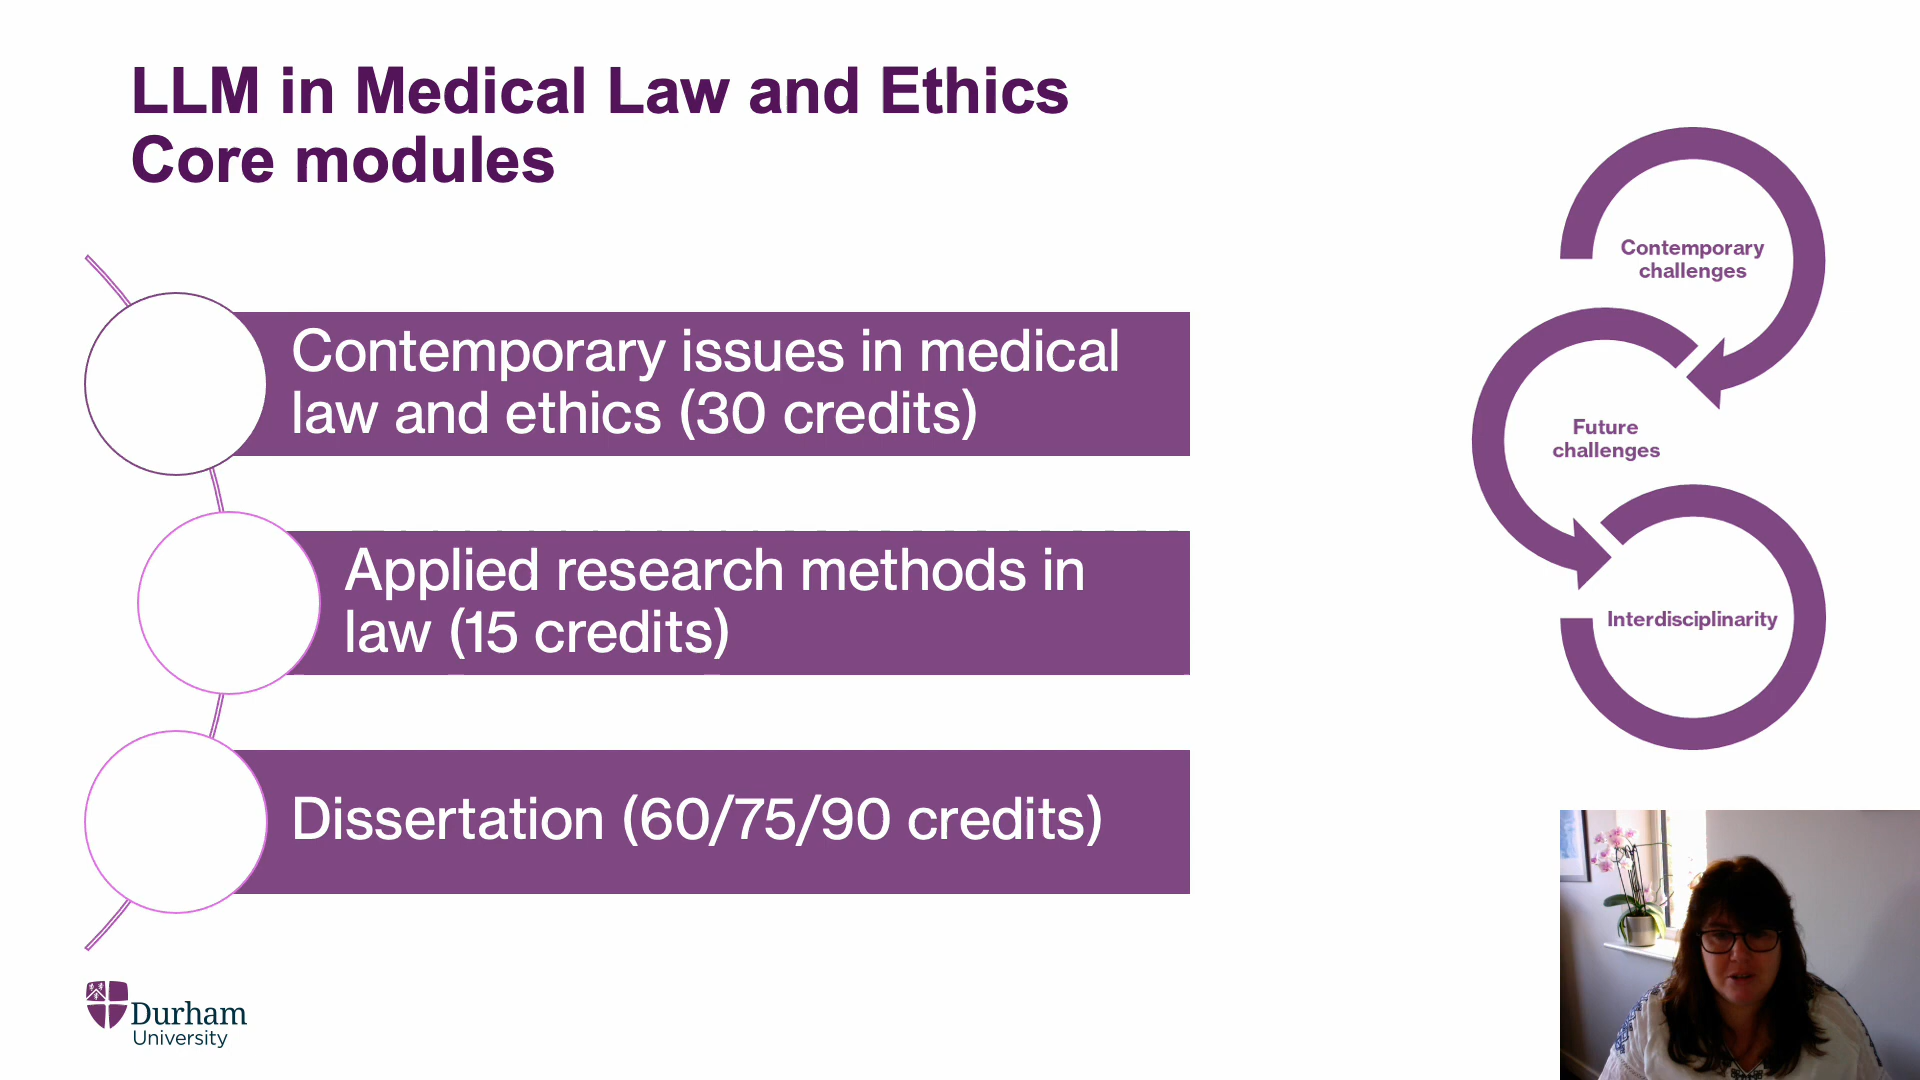 LLM in Medical Law and Ethics
Core modules
Contemporary issues in medical
law and ethics (30 credits)
Applied research methods in
law (15 credits)
Dissertation (60/75/90 credits)
Contemporary
challenges
Future
challenges
Interdisciplinarity
Durham
University